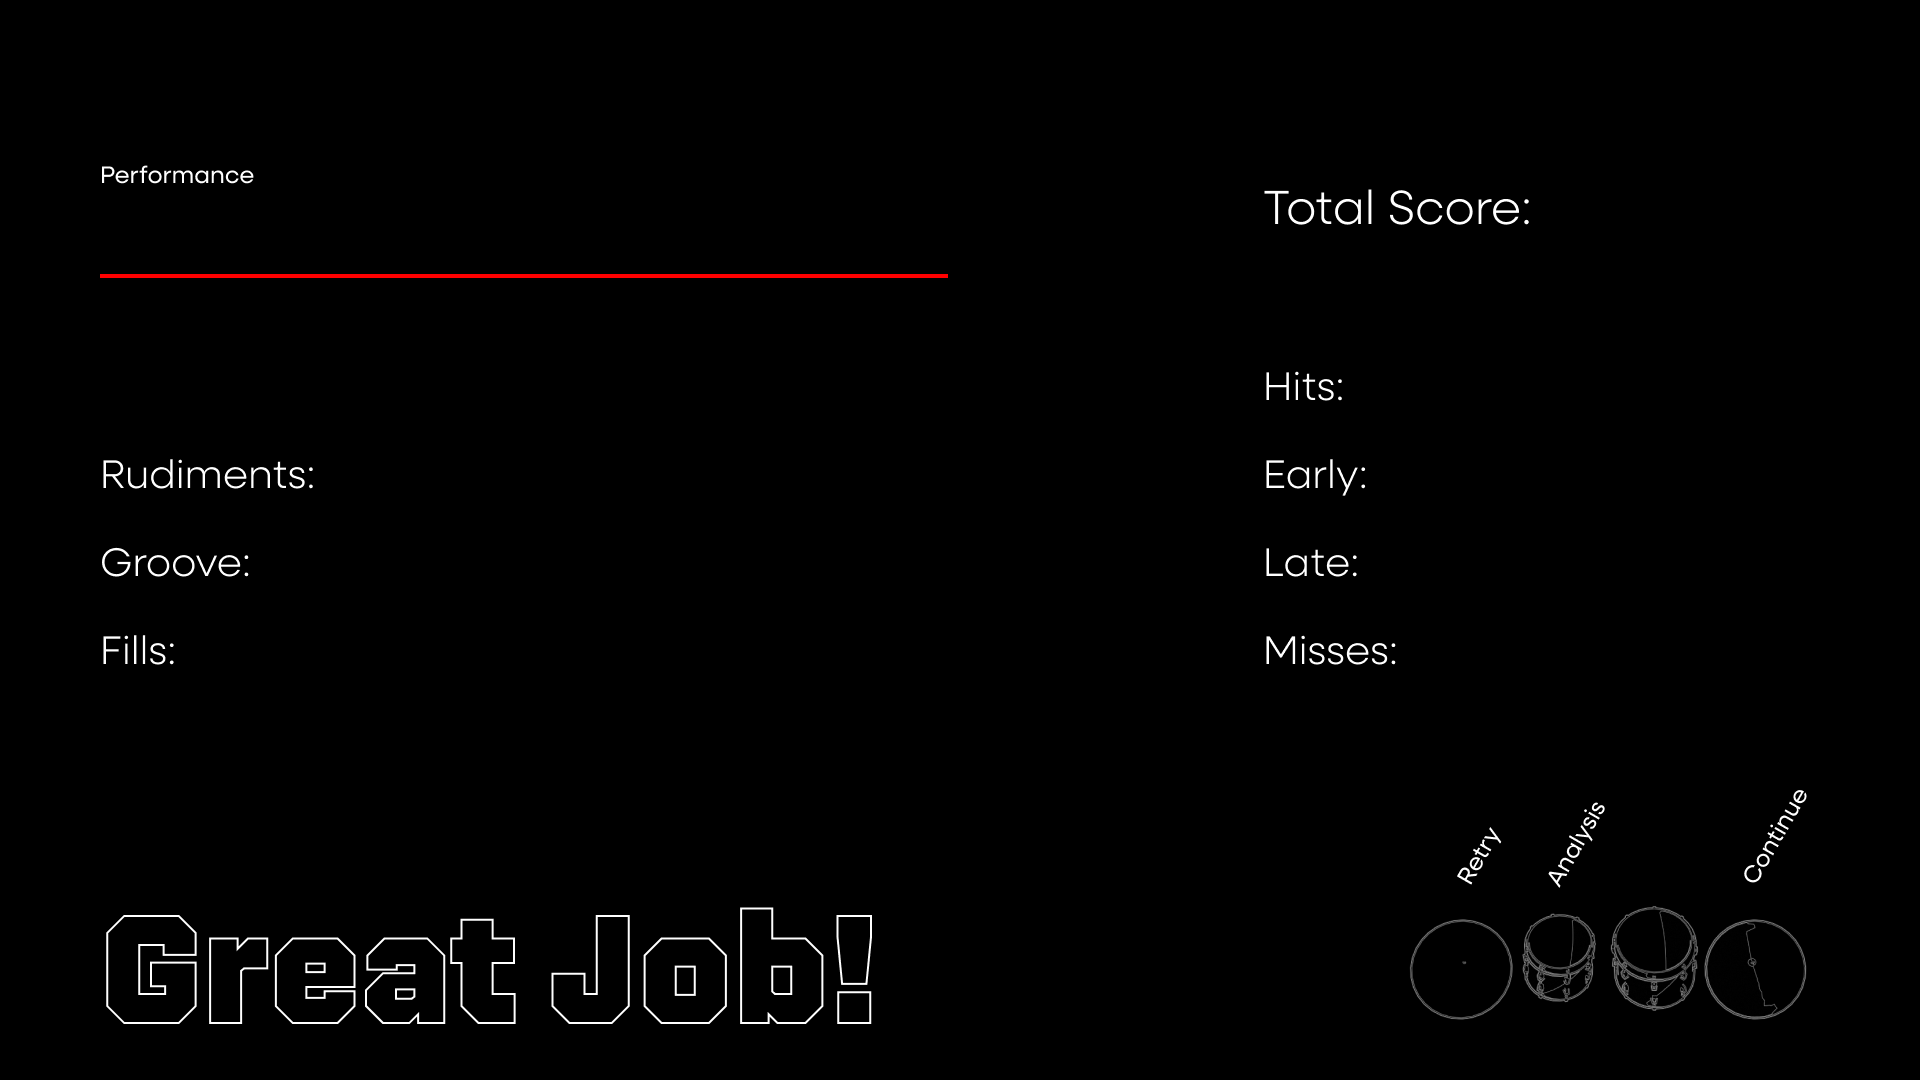 Performance
Total Score:
Hits:
Rudiments:
Early:
Groove:
Late:
Fills:
Misses:
Retry
Analysis
Continue
Great Job!